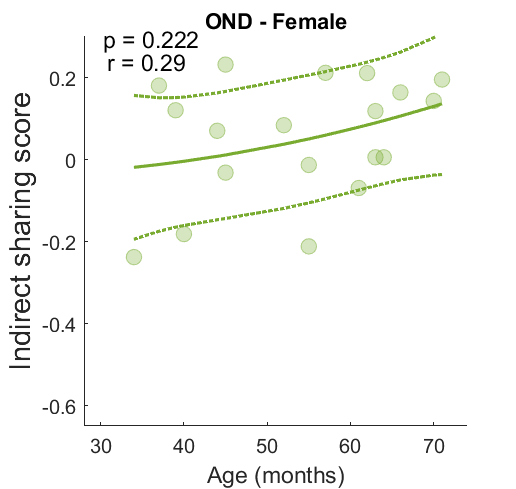 OND - Female
p = 0.222
r = 0.29
Indirect sharing score
0.2
0
-0.2
-0.4
-0.6
30 40 50 60 70
Age (months)